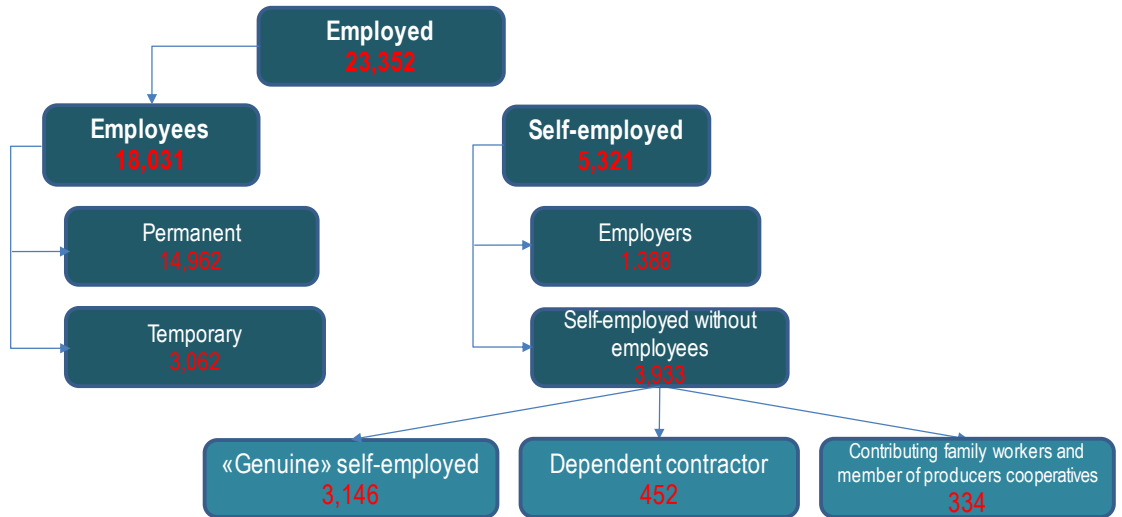 Employed
23,352
Employees
18,031
Self-employed
5,321
Permanent
14,962
Employers
1.388
Temporary
3,062
Self-employed without
employees
3,933
«Genuine» self-employed
3,146
Dependent contractor
452
Contributing family workers and
member of producers cooperatives
334